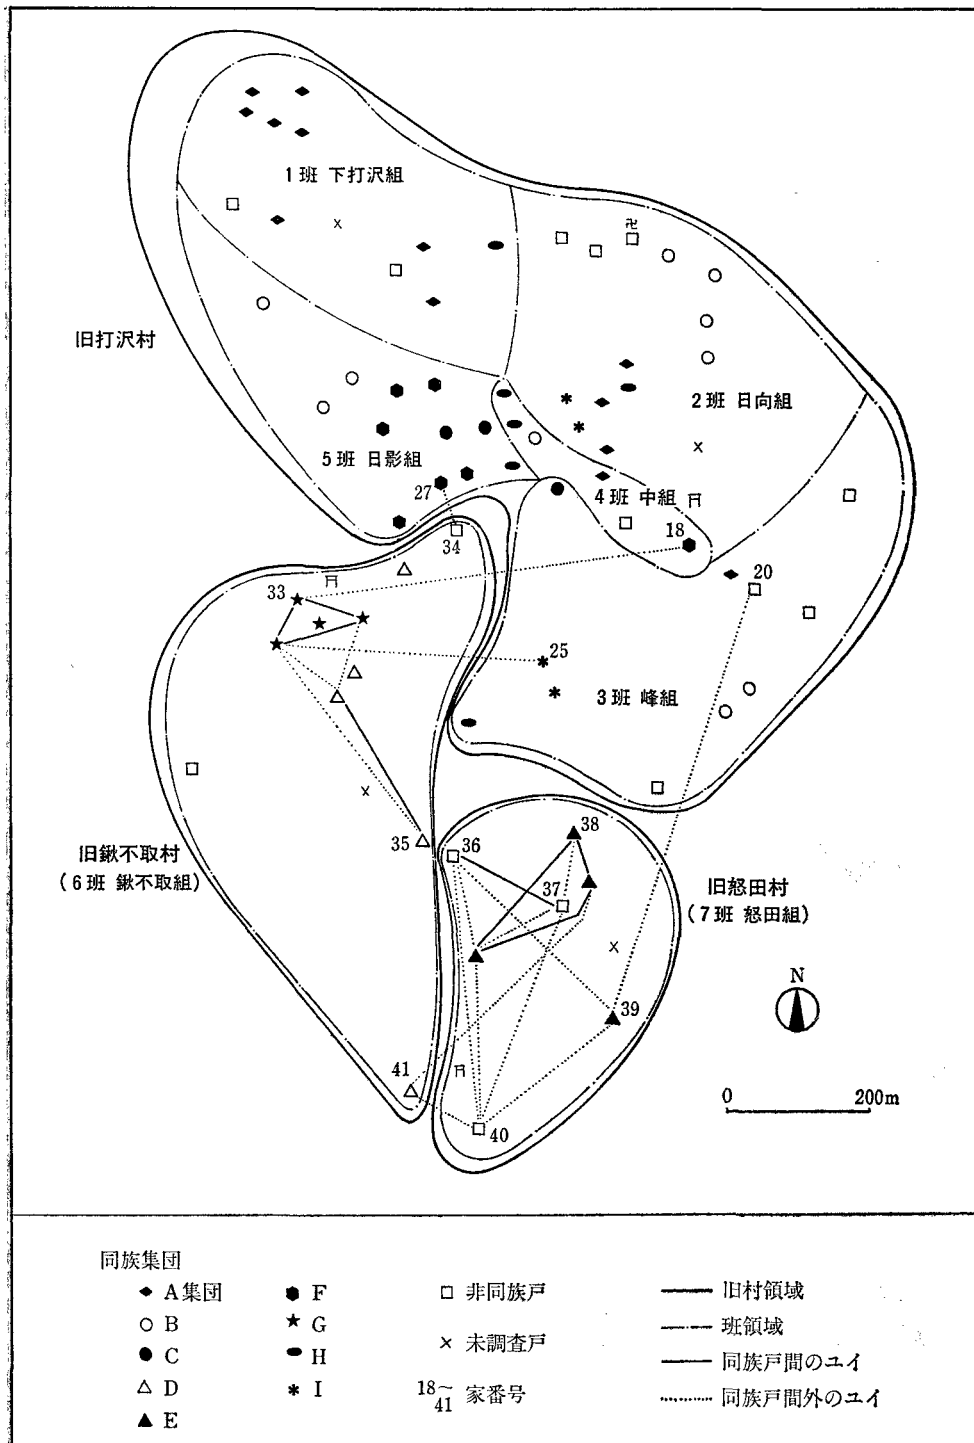 1班 下打沢組
卍
旧打沢村
2班 日向組
5班 日影組
27
4班 中組
18
34
20
33
25
3班 峰組
35
36
38
旧鍬不取村
(6班 鍬不取組)
37
旧怒田村
(7班 怒田組)
N
39
41
0 200m
40
同族集団
A集団
F
非同族戸
旧村領域
B
G
班領域
C
H
未調査戸
同族戸間のユイ
D
I
18~41 家番号
同族戸間外のユイ
E